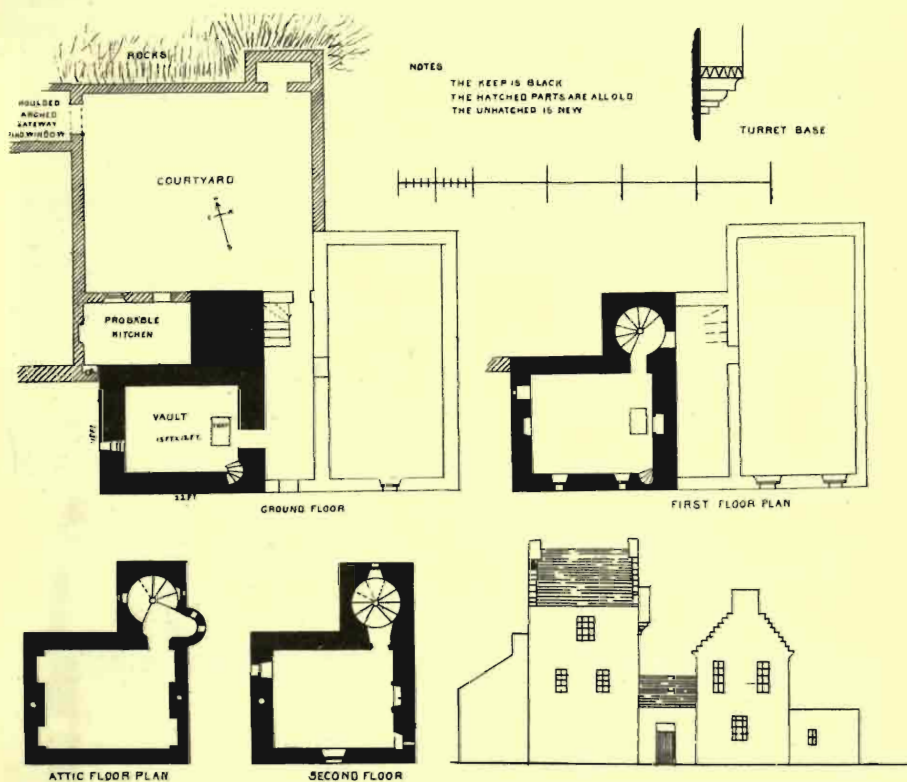 ROCKS
NOTES
THE KEEP IS BLACK
THE HATCHED PARTS ARE ALL OLD
THE UNHATCHED IS NEW
TURRET BASE
MOULDED
ARCHED
GATEWAY
AND WINDOW
COURTYARD
PROBABLE
KITCHEN
VAULT
22FT
GROUND FLOOR
FIRST FLOOR PLAN
ATTIC FLOOR PLAN
SECOND FLOOR